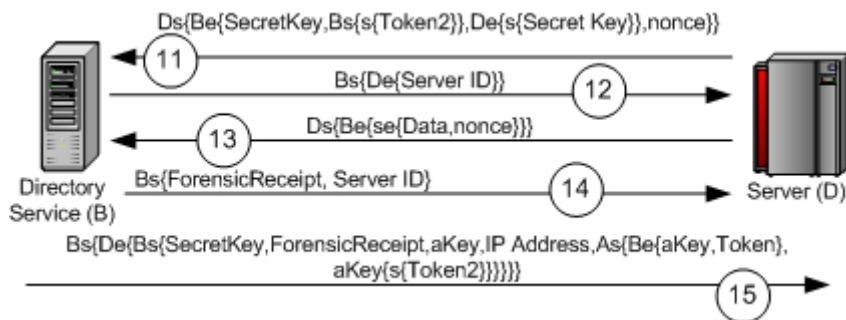 Ds{Be{SecretKey,Bs{s{Token2}},De{s{Secret Key}},nonce}}
11
Bs{De{Server ID}}
12
Ds{Be{se{Data,nonce}}}
13
Bs{ForensicReceipt, Server ID}
14
Directory
Service (B)
Server (D)
Bs{De{Bs{SecretKey,ForensicReceipt,aKey,IP Address,As{Be{aKey,Token},
aKey{s{Token2}}}}}}
15